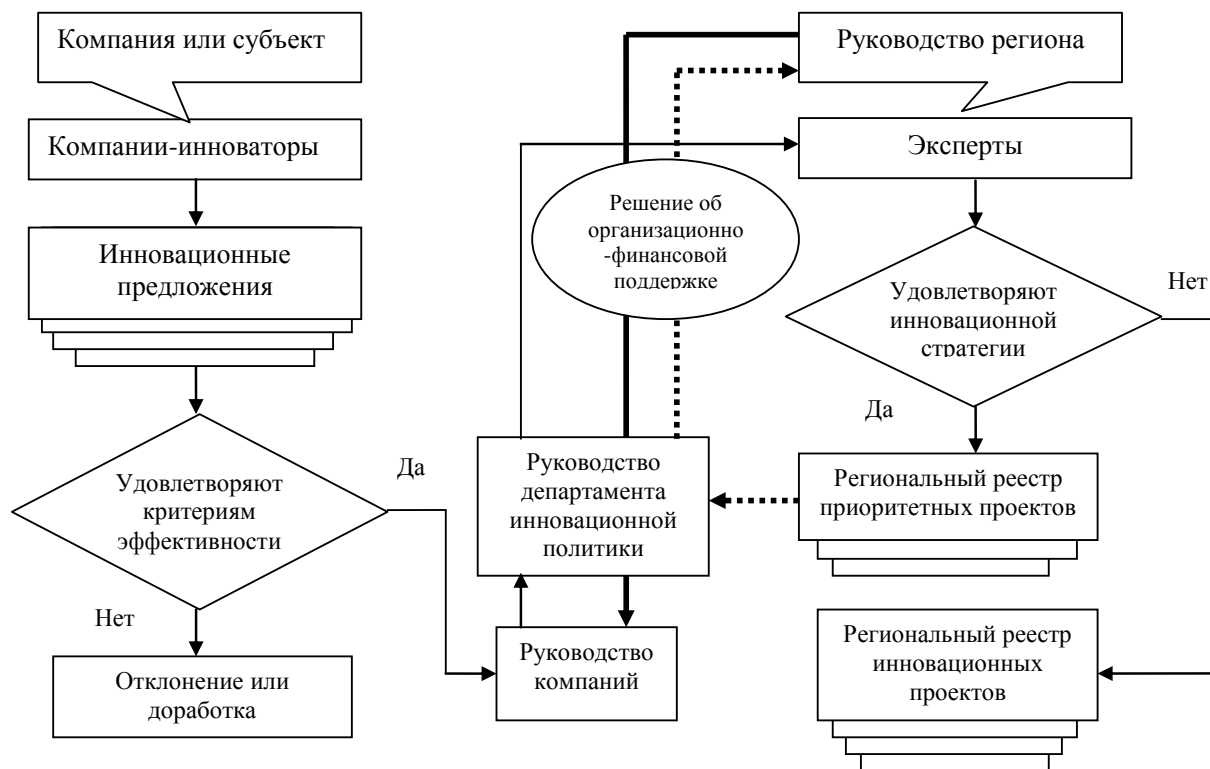 Компания или субъект
Компании-инноваторы
Инновационные
предложения
Удовлетворяют
критериям
эффективности
Да
Нет
Отклонение или
доработка
Решение об
организационно
-финансовой
поддержке
Руководство
департамента
инновационной
политики
Руководство
компаний
Руководство региона
Эксперты
Удовлетворяют
инновационной
стратегии
Нет
Да
Региональный реестр
приоритетных проектов
Региональный реестр
инновационных
проектов